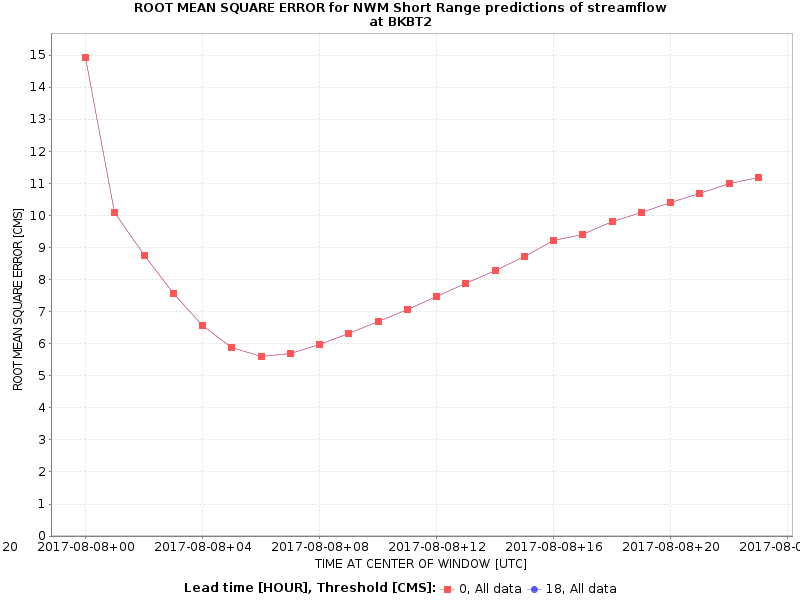 ROOT MEAN SQUARE ERROR for NWM Short Range predictions of streamflow
at BKBT2
15
14
13
12
11
10
9
8
7
6
5
4
3
2
1
0
ROOT MEAN SQUARE ERROR [CMS]
20 2017-08-08+00 2017-08-08+04 2017-08-08+08 2017-08-08+12 2017-08-08+16 2017-08-08+20 2017-08-0
TIME AT CENTER OF WINDOW [UTC]
Lead time [HOUR], Threshold [CMS]: 0, All data 18, All data